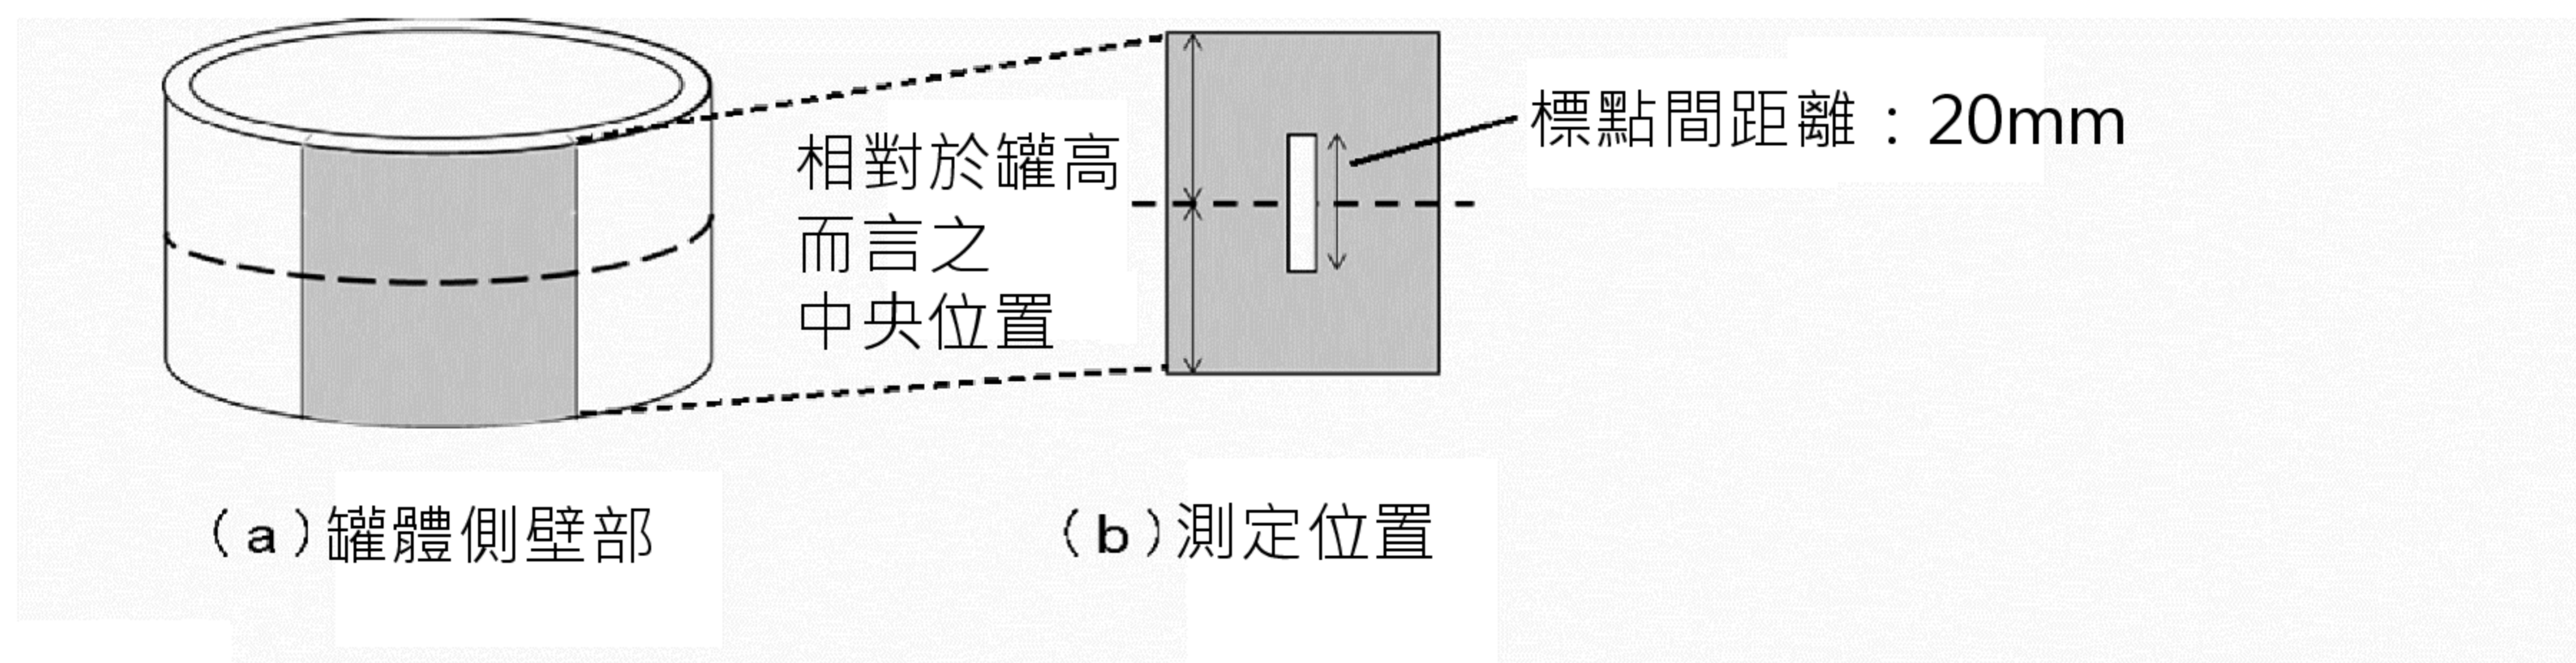 相對於罐高
而言之
中央位置
標點間距離：20mm
（a）罐體側壁部
（b）測定位置